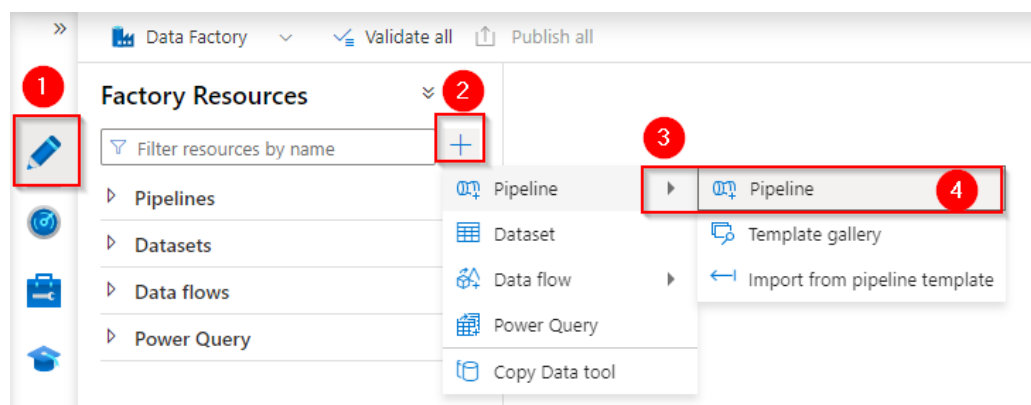 »
Data Factory
Validate all
Publish all
1
Factory Resources
2
Filter resources by name
+
3
Pipelines
Datasets
Data flows
Power Query
Pipeline
Dataset
Data flow
Power Query
Copy Data tool
Pipeline
4
Template gallery
Import from pipeline template